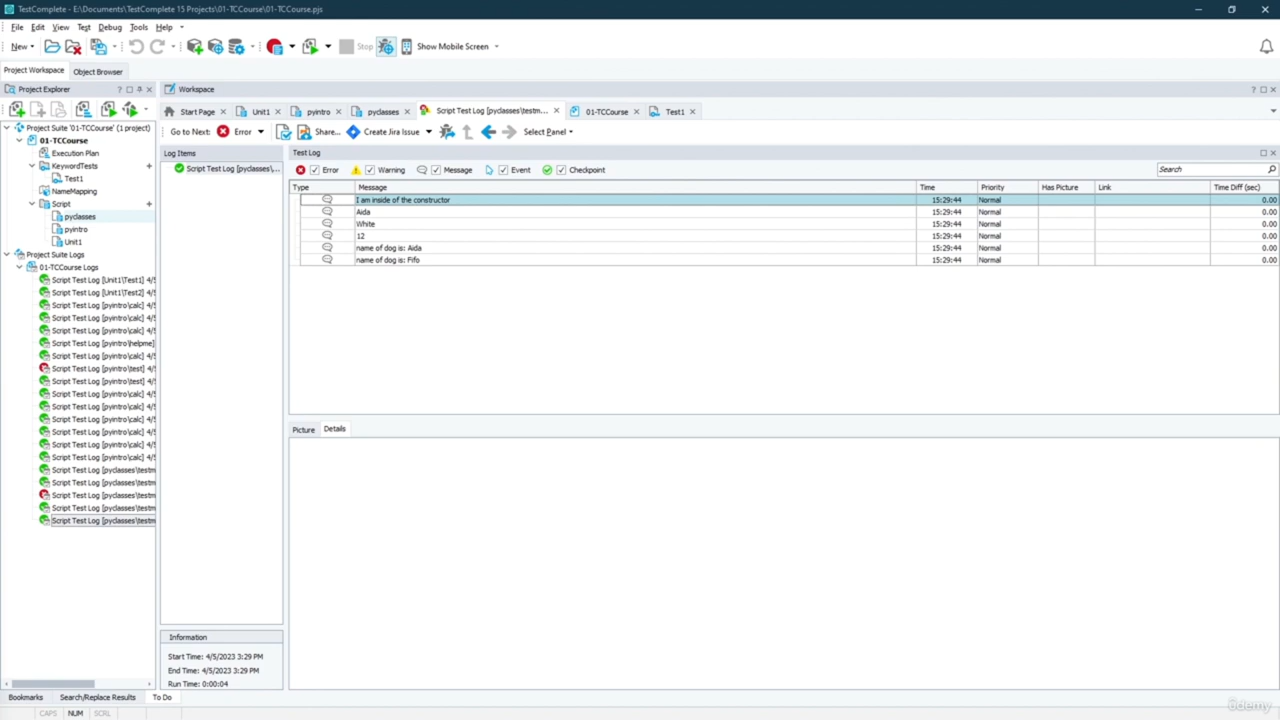 TestComplete - E:\Documents\TestComplete 15 Projects\01-TCCourse\01-TCCourse.pjs
File Edit View Test Debug Tools Help
New Stop Show Mobile Screen
Project Workspace Object Browser
Project Explorer
Project Suite '01-TCCourse' (1 project)
01-TCCourse
Execution Plan
KeywordTests
Test1
NameMapping
Script
pyclasses
pyintro
Unit1
Project Suite Logs
01-TCCourse Logs
Script Test Log [Unit1\Test1] 4/5
Script Test Log [Unit1\Test2] 4/5
Script Test Log [pyintro\calc] 4/5
Script Test Log [pyintro\calc] 4/5
Script Test Log [pyintro\calc] 4/5
Script Test Log [pyintro\helpme]
Script Test Log [pyintro\calc] 4/5
Script Test Log [pyintro\test] 4/5
Script Test Log [pyintro\test] 4/5
Script Test Log [pyintro\calc] 4/5
Script Test Log [pyintro\calc] 4/5
Script Test Log [pyintro\calc] 4/5
Script Test Log [pyintro\calc] 4/5
Script Test Log [pyintro\calc] 4/5
Script Test Log [pyintro\calc] 4/5
Script Test Log [pyclasses\testm
Script Test Log [pyclasses\testm
Script Test Log [pyclasses\testm
Script Test Log [pyclasses\testm
Script Test Log [pyclasses\testm
Workspace
Start Page Unit1 pyintro pyclasses Script Test Log [pyclasses\testm... 01-TCCourse Test1
Go to Next: Error Share... Create Jira Issue Select Panel
Log Items
Script Test Log [pyclasses\...
Information
Start Time: 4/5/2023 3:29 PM
End Time: 4/5/2023 3:29 PM
Run Time: 0:00:04
Test Log
Error Warning Message Event Checkpoint Search
Type Message Time Priority Has Picture Link Time Diff (sec)
I am inside of the constructor 15:29:44 Normal 0.00
Aida 15:29:44 Normal 0.00
White 15:29:44 Normal 0.00
12 15:29:44 Normal 0.00
name of dog is: Aida 15:29:44 Normal 0.00
name of dog is: Fifo 15:29:44 Normal 0.00
Picture Details
Bookmarks Search/Replace Results To Do
CAPS NUM SCRL
ûdemy